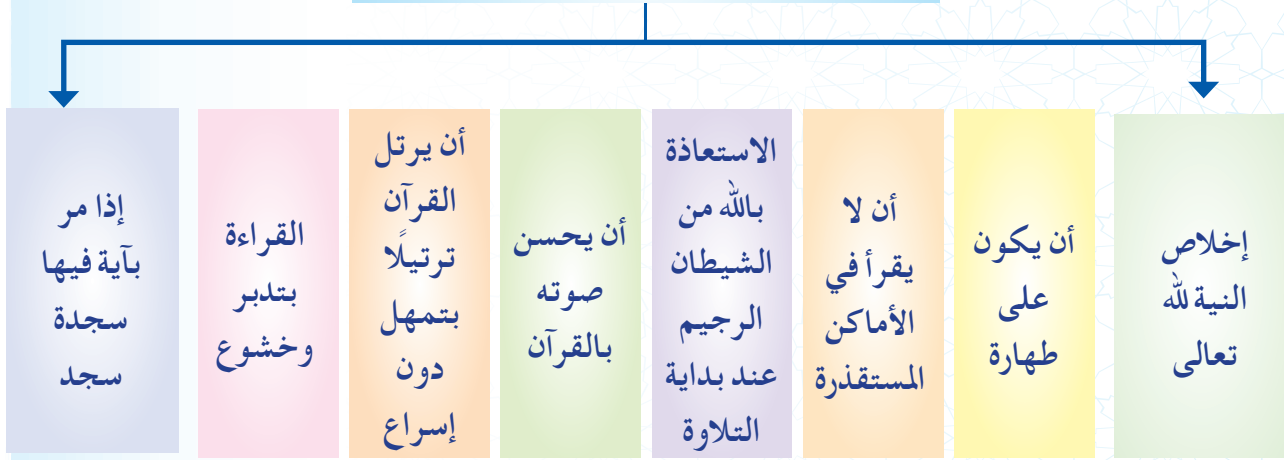 إخلاص
النية لله
تعالى
أن يكون
على
طهارة
أن لا
يقرأ في
الأماكن
المستقذرة
الاستعاذة
بالله من
الشيطان
الرجيم
عند بداية
التلاوة
أن يحسن
صوته
بالقرآن
أن يرتل
القرآن
ترتيلًا
بتمهل
دون
إسراع
القراءة
بتدبر
وخشوع
إذا مر
بآية فيها
سجدة
سجد